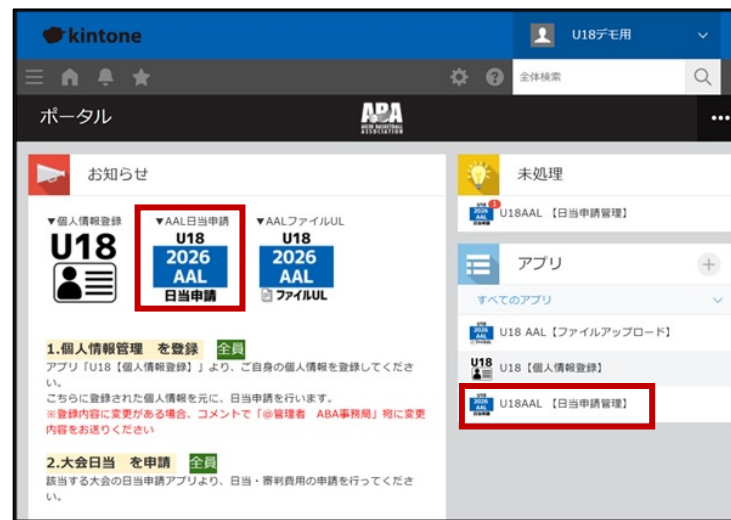 kintone
U18デモ用
全体検索
ポータル
ABA
AICHI BASKETBALL
ASSOCIATION
お知らせ
▼個人情報登録
U18
▼AAL日当申請
U18
2026
AAL
日当申請
▼AALファイルUL
U18
2026
AAL
ファイルUL
1.個人情報管理 を登録 全員
アプリ「U18【個人情報登録】」より、ご自身の個人情報を登録してくださ
い。
こちらに登録された個人情報を元に、日当申請を行います。
※登録内容に変更がある場合、コメントで「@管理者 ABA事務局」宛に変更
内容をお送りください
2.大会日当 を申請 全員
該当する大会の日当申請アプリより、日当・審判費用の申請を行ってくださ
い。
未処理
1
U18AAL 【日当申請管理】
アプリ
すべてのアプリ
U18 AAL【ファイルアップロード】
U18
U18【個人情報登録】
U18AAL 【日当申請管理】